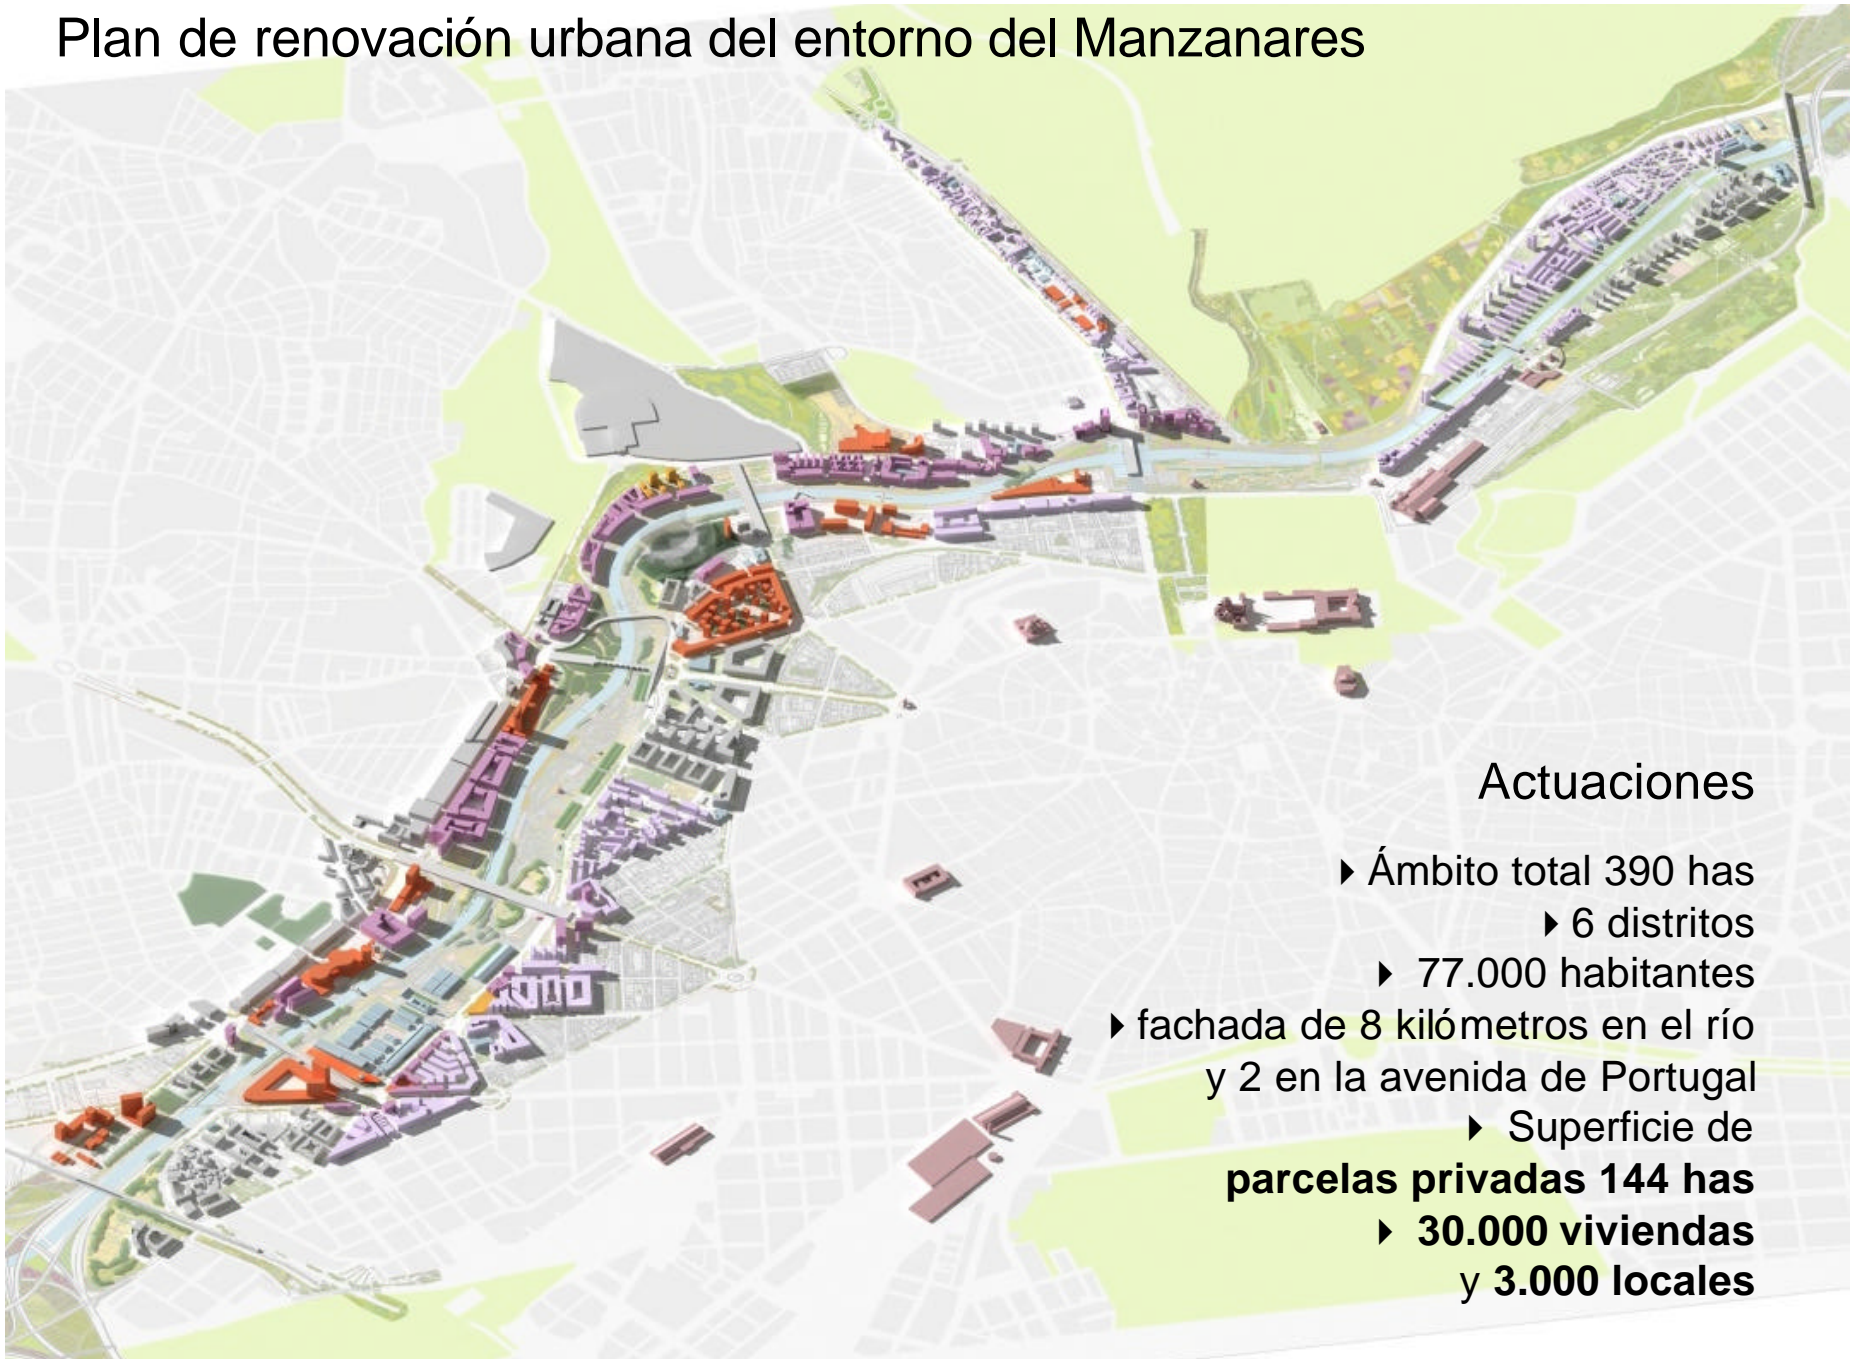 Plan de renovación urbana del entorno del Manzanares
Actuaciones
Ámbito total 390 has
6 distritos
77.000 habitantes
fachada de 8 kilómetros en el río
y 2 en la avenida de Portugal
Superficie de
parcelas privadas 144 has
30.000 viviendas
y 3.000 locales